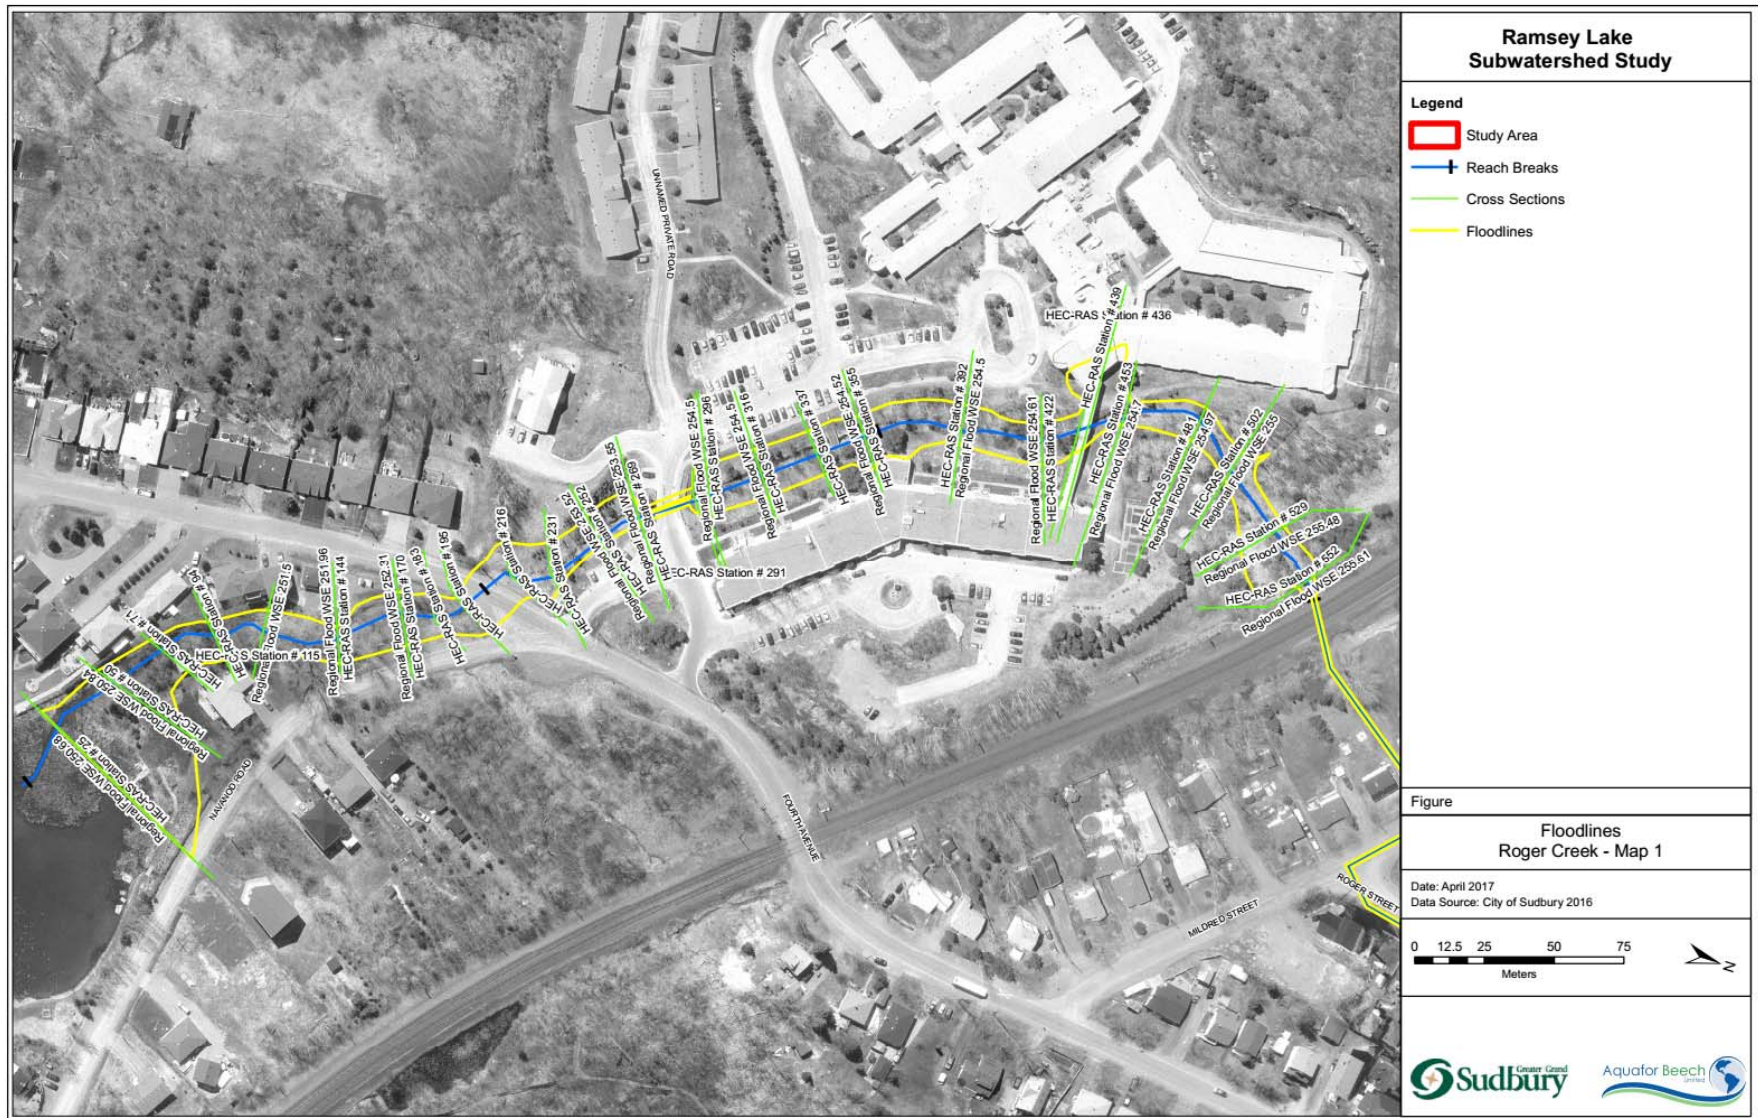 Ramsey Lake
Subwatershed Study
Legend
Study Area
Reach Breaks
Cross Sections
Floodlines
Figure
Floodlines
Roger Creek - Map 1
Date: April 2017
Data Source: City of Sudbury 2016
0 12.5 25 50 75
Meters
N
Greater Grand
Sudbury
Aquafor Beech
Limited
UNNAMED PRIVATE ROAD
NAVANOD ROAD
FOURTH AVENUE
MILDRED STREET
ROGER STREET
Regional Flood WSE 250.68
HEC-RAS Station # 25
Regional Flood WSE 250.84
HEC-RAS Station # 50
HEC-RAS Station # 71
HEC-RAS Station # 94
HEC-RAS Station # 115
Regional Flood WSE 251.5
Regional Flood WSE 251.96
HEC-RAS Station # 144
Regional Flood WSE 252.31
HEC-RAS Station # 170
HEC-RAS Station # 183
HEC-RAS Station # 195
HEC-RAS Station # 216
HEC-RAS Station # 231
Regional Flood WSE 253.52
HEC-RAS Station # 252
Regional Flood WSE 253.55
HEC-RAS Station # 269
EC-RAS Station # 291
Regional Flood WSE 254.5
HEC-RAS Station # 296
Regional Flood WSE 254.5
HEC-RAS Station # 316
HEC-RAS Station # 337
Regional Flood WSE 254.52
HEC-RAS Station # 355
HEC-RAS Station # 392
Regional Flood WSE 254.5
Regional Flood WSE 254.61
HEC-RAS Station # 422
HEC-RAS Station # 436
HEC-RAS Station # 439
HEC-RAS Station # 453
Regional Flood WSE 254.7
HEC-RAS Station # 481
Regional Flood WSE 254.97
HEC-RAS Station # 502
Regional Flood WSE 255
HEC-RAS Station # 529
Regional Flood WSE 255.48
HEC-RAS Station # 552
Regional Flood WSE 255.61